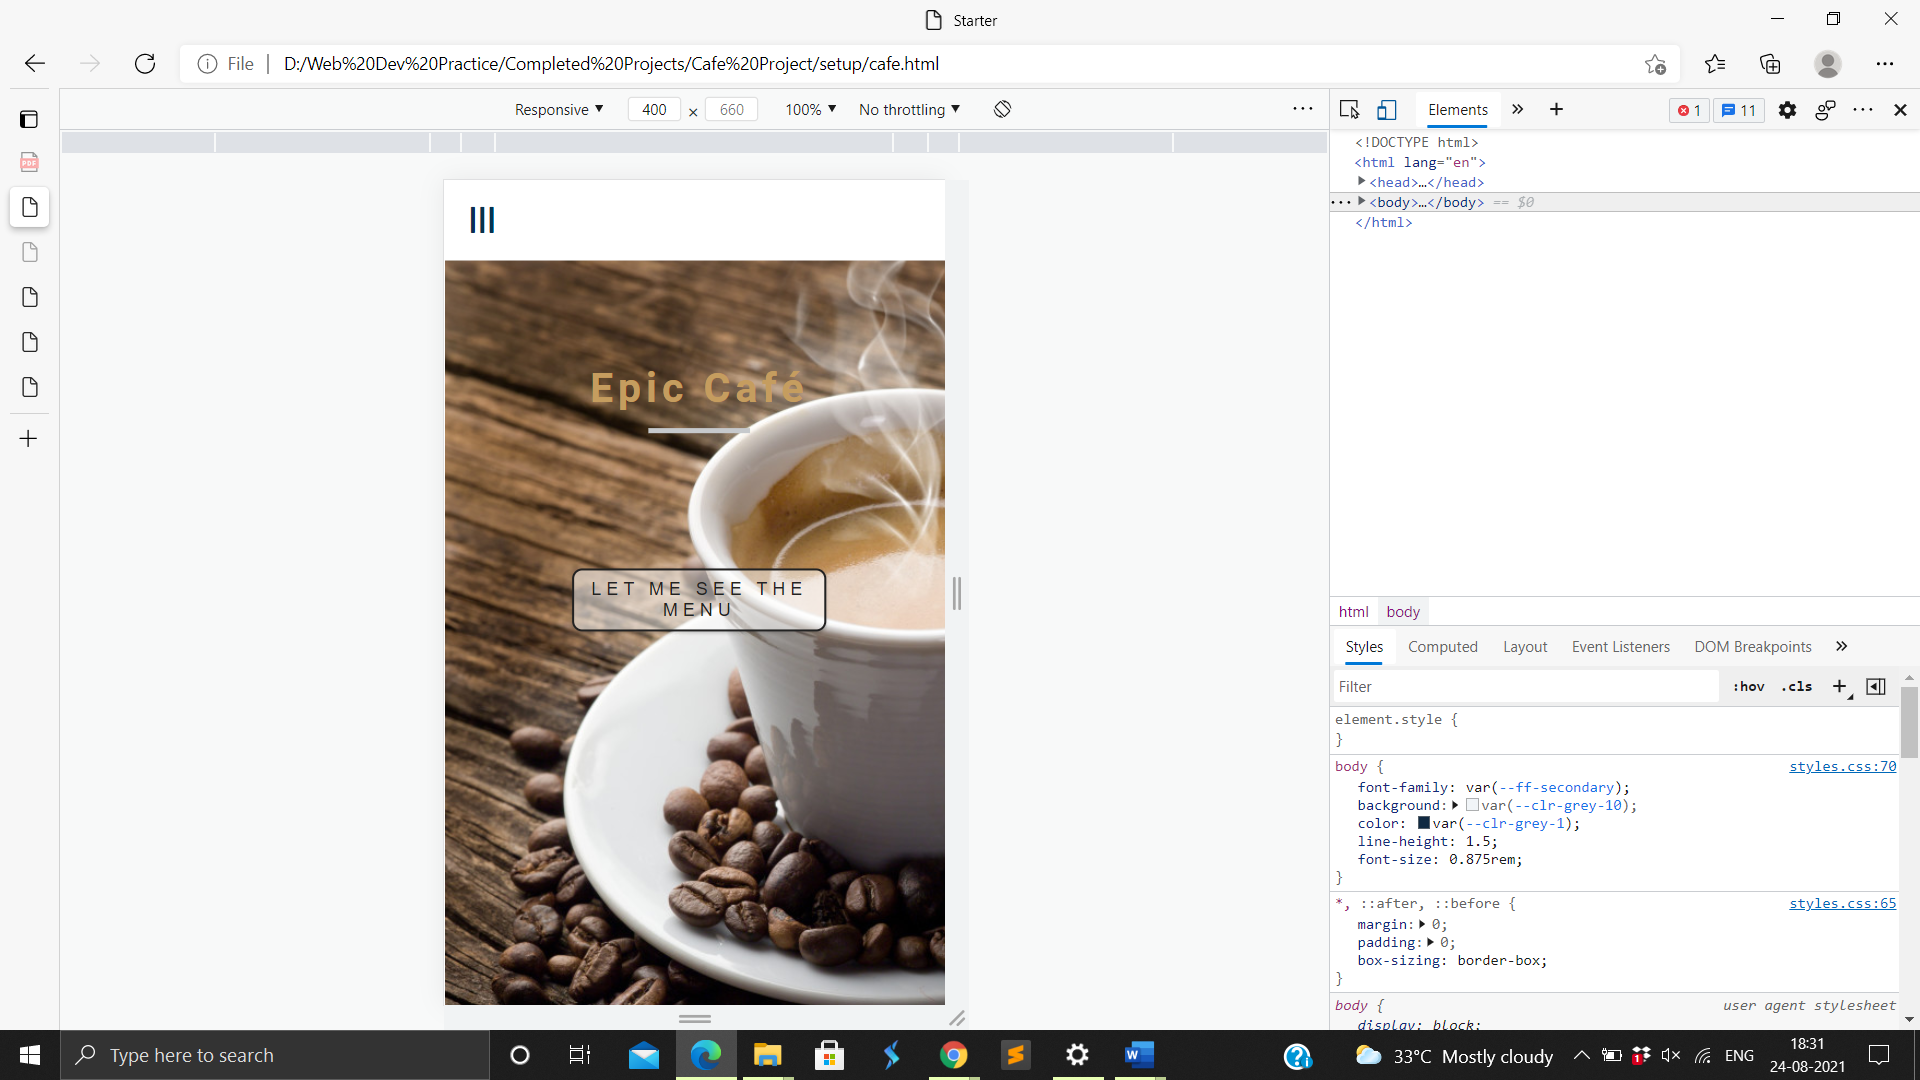 Starter
File
D:/Web%20Dev%20Practice/Completed%20Projects/Cafe%20Project/setup/cafe.html
Responsive ▼ 400 × 660 100% ▼ No throttling ▼
Elements
1
11
<!DOCTYPE html>
<html lang="en">
<head>…</head>
<body>…</body> == $0
</html>
PDF
Epic Café
LET ME SEE THE
MENU
html body
Styles Computed Layout Event Listeners DOM Breakpoints
Filter
:hov .cls
element.style {
}
body { styles.css:70
font-family: var(--ff-secondary);
background: var(--clr-grey-10);
color: var(--clr-grey-1);
line-height: 1.5;
font-size: 0.875rem;
}
*, ::after, ::before { styles.css:65
margin: 0;
padding: 0;
box-sizing: border-box;
}
body { user agent stylesheet
display: block;
Type here to search
33°C Mostly cloudy
ENG
18:31
24-08-2021